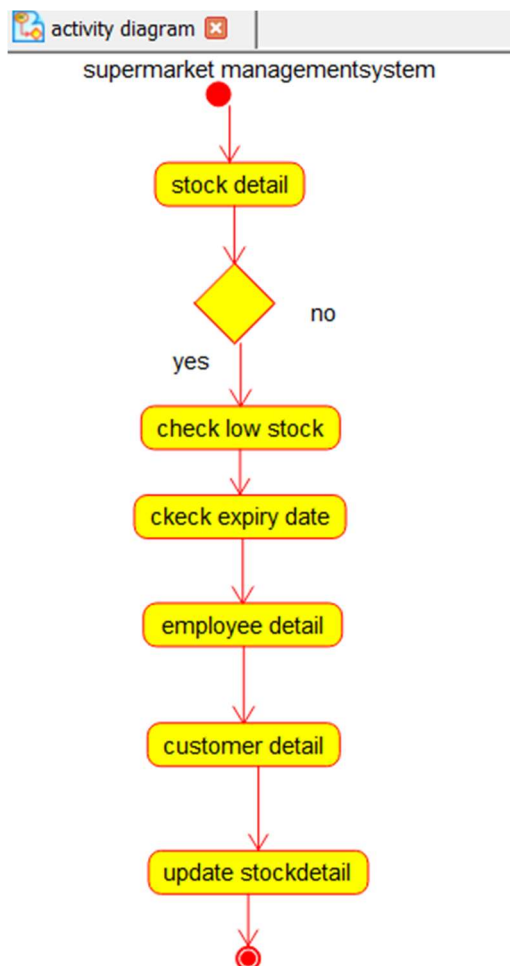 activity diagram
supermarket managementsystem
stock detail
no
yes
check low stock
ckeck expiry date
employee detail
customer detail
update stockdetail